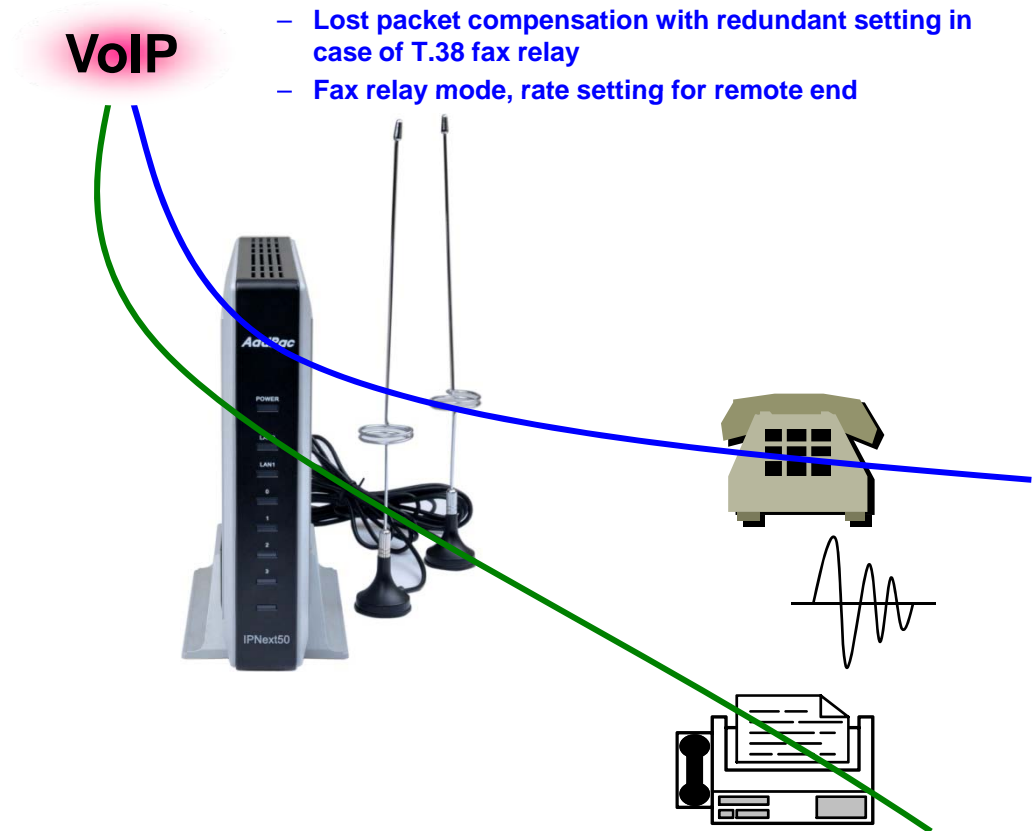 VoIP
– Lost packet compensation with redundant setting in
case of T.38 fax relay
– Fax relay mode, rate setting for remote end
AddPac
POWER
LAN1
0
1
2
3
IPNext50